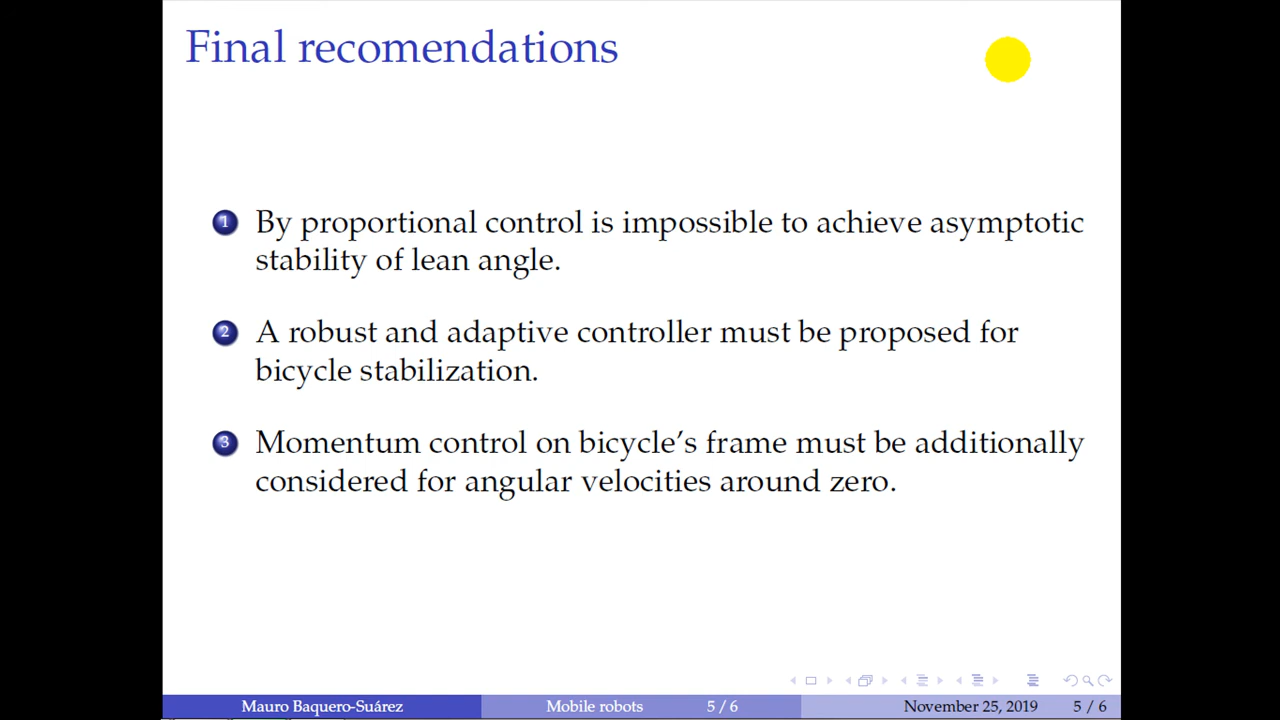 Final recomendations
1 By proportional control is impossible to achieve asymptotic
stability of lean angle.
2 A robust and adaptive controller must be proposed for
bicycle stabilization.
3 Momentum control on bicycle's frame must be additionally
considered for angular velocities around zero.
Mauro Baquero-Suárez Mobile robots 5 / 6 November 25, 2019 5 / 6